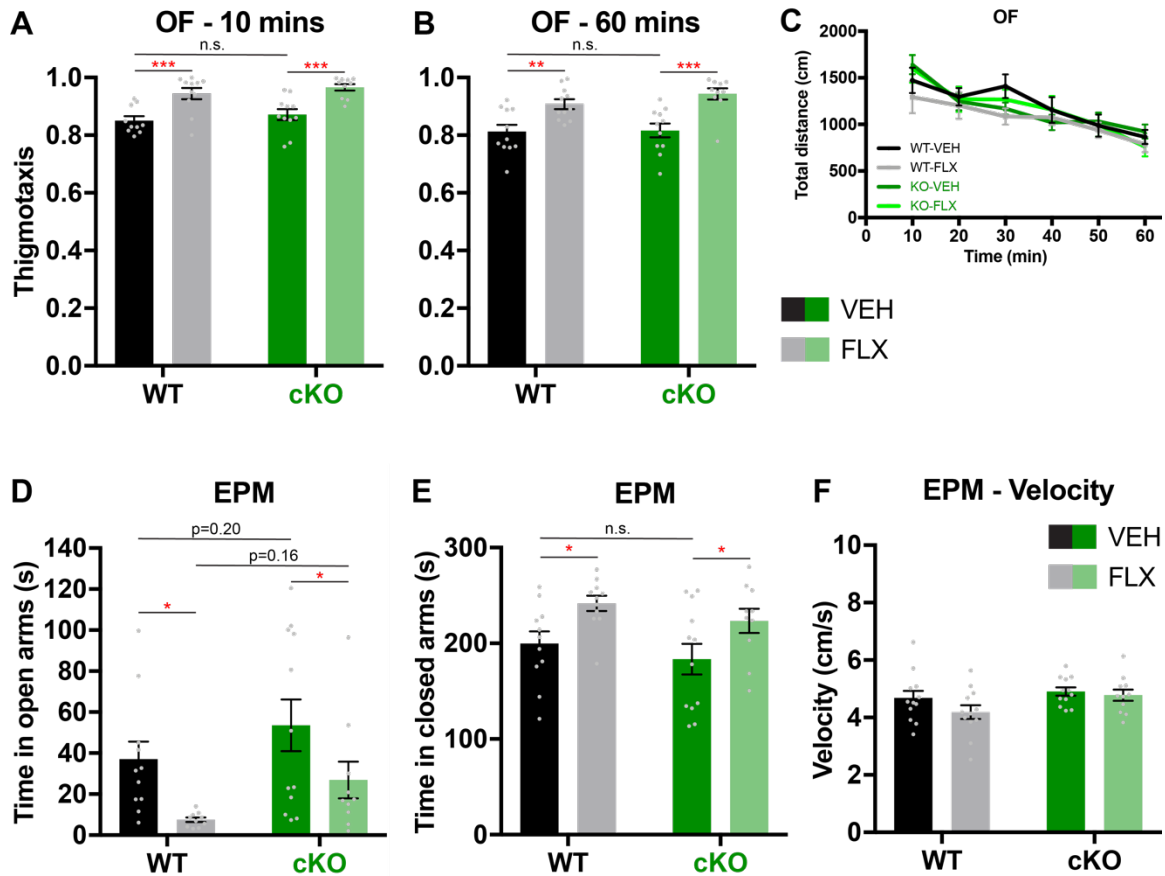 A
OF - 10 mins
n.s.
***
***
Thigmotaxis
1.0
0.8
0.6
0.4
0.2
0.0
WT
cKO
B
OF - 60 mins
n.s.
**
***
1.0
0.8
0.6
0.4
0.2
0.0
WT
cKO
C
OF
Total distance (cm)
2000
1500
1000
500
0
WT-VEH
WT-FLX
KO-VEH
KO-FLX
0 10 20 30 40 50 60
Time (min)
VEH
FLX
D
EPM
p=0.20
p=0.16
*
*
Time in open arms (s)
140
120
100
80
60
40
20
0
WT
cKO
E
EPM
n.s.
*
*
Time in closed arms (s)
300
200
100
0
WT
cKO
F
EPM - Velocity
VEH
FLX
Velocity (cm/s)
10
8
6
4
2
0
WT
cKO